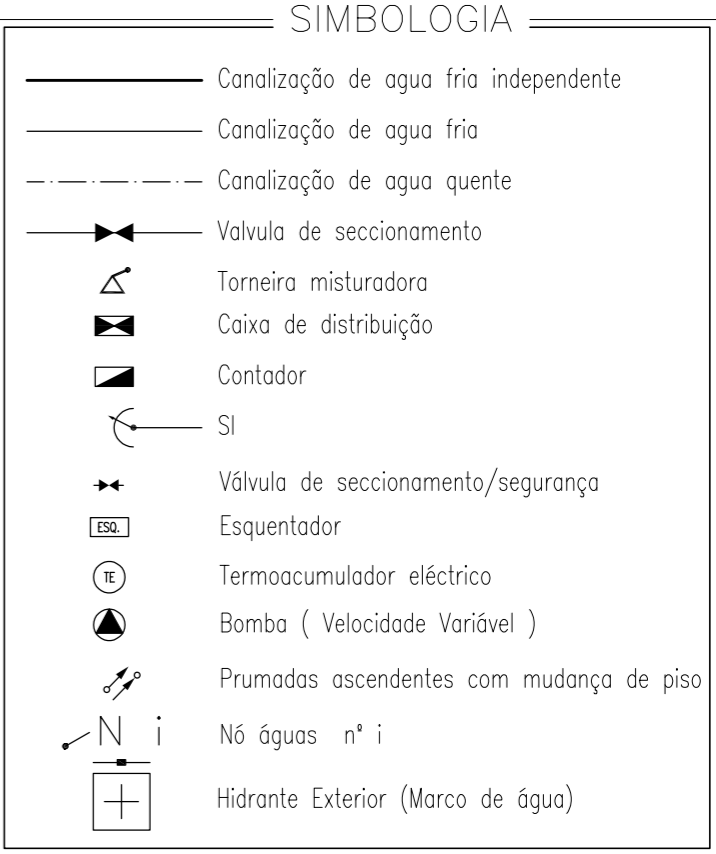 SIMBOLOGIA
Canalização de agua fria independente
Canalização de agua fria
Canalização de agua quente
Valvula de seccionamento
Torneira misturadora
Caixa de distribuição
Contador
SI
Válvula de seccionamento/segurança
ESQ. Esquentador
TE Termoacumulador eléctrico
Bomba ( Velocidade Variável )
Prumadas ascendentes com mudança de piso
N i Nó águas nº i
Hidrante Exterior (Marco de água)